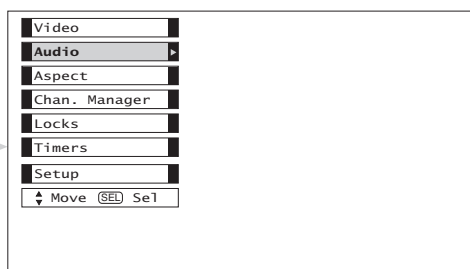 Video
Audio
Aspect
Chan. Manager
Locks
Timers
Setup
Move SEL Sel